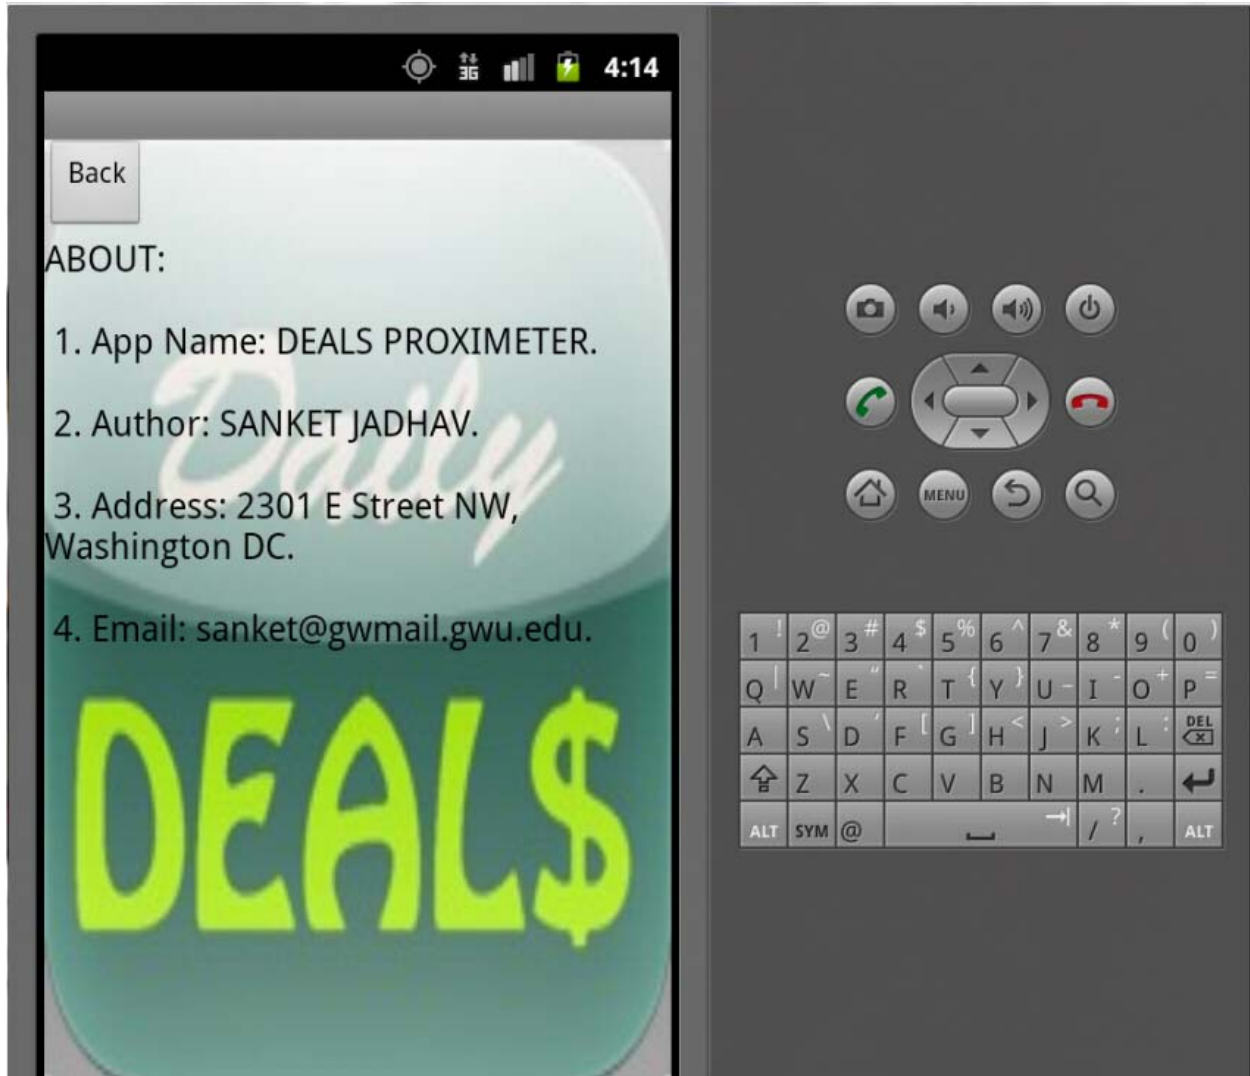 3G 4:14
Back
ABOUT:
1. App Name: DEALS PROXIMETER.
2. Author: SANKET JADHAV.
3. Address: 2301 E Street NW,
Washington DC.
4. Email: sanket@gwmail.gwu.edu.
Daily
DEAL$
MENU
1 ! 2 @ 3 # 4 $ 5 % 6 ^ 7 & 8 * 9 ( 0 )
Q | W ~ E " R ` T { Y } U _ I - O + P =
A S \ D ' F [ G ] H < J > K ; L : DEL
Z X C V B N M .
ALT SYM @ / ? , ALT